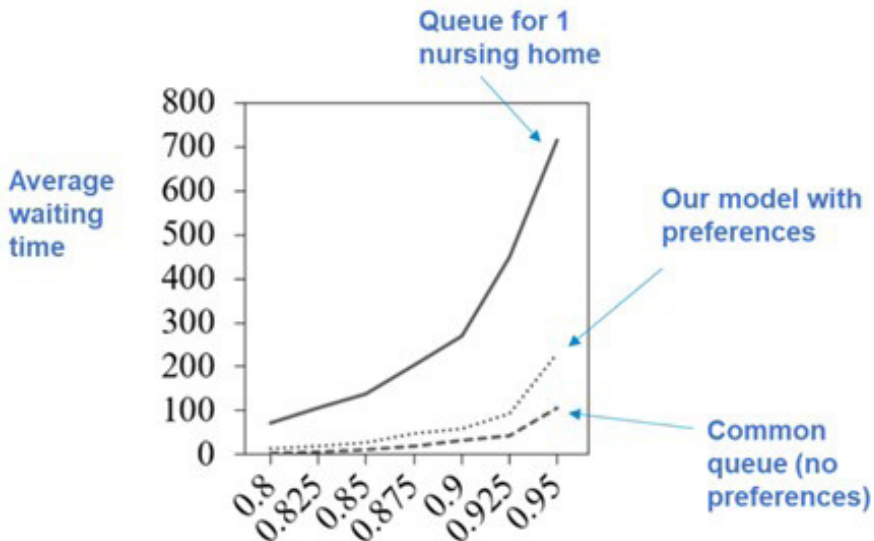 Queue for 1
nursing home
800
700
600
500
400
300
200
100
0
Average
waiting
time
Our model with
preferences
Common
queue (no
preferences)
0.8
0.825
0.85
0.875
0.9
0.925
0.95